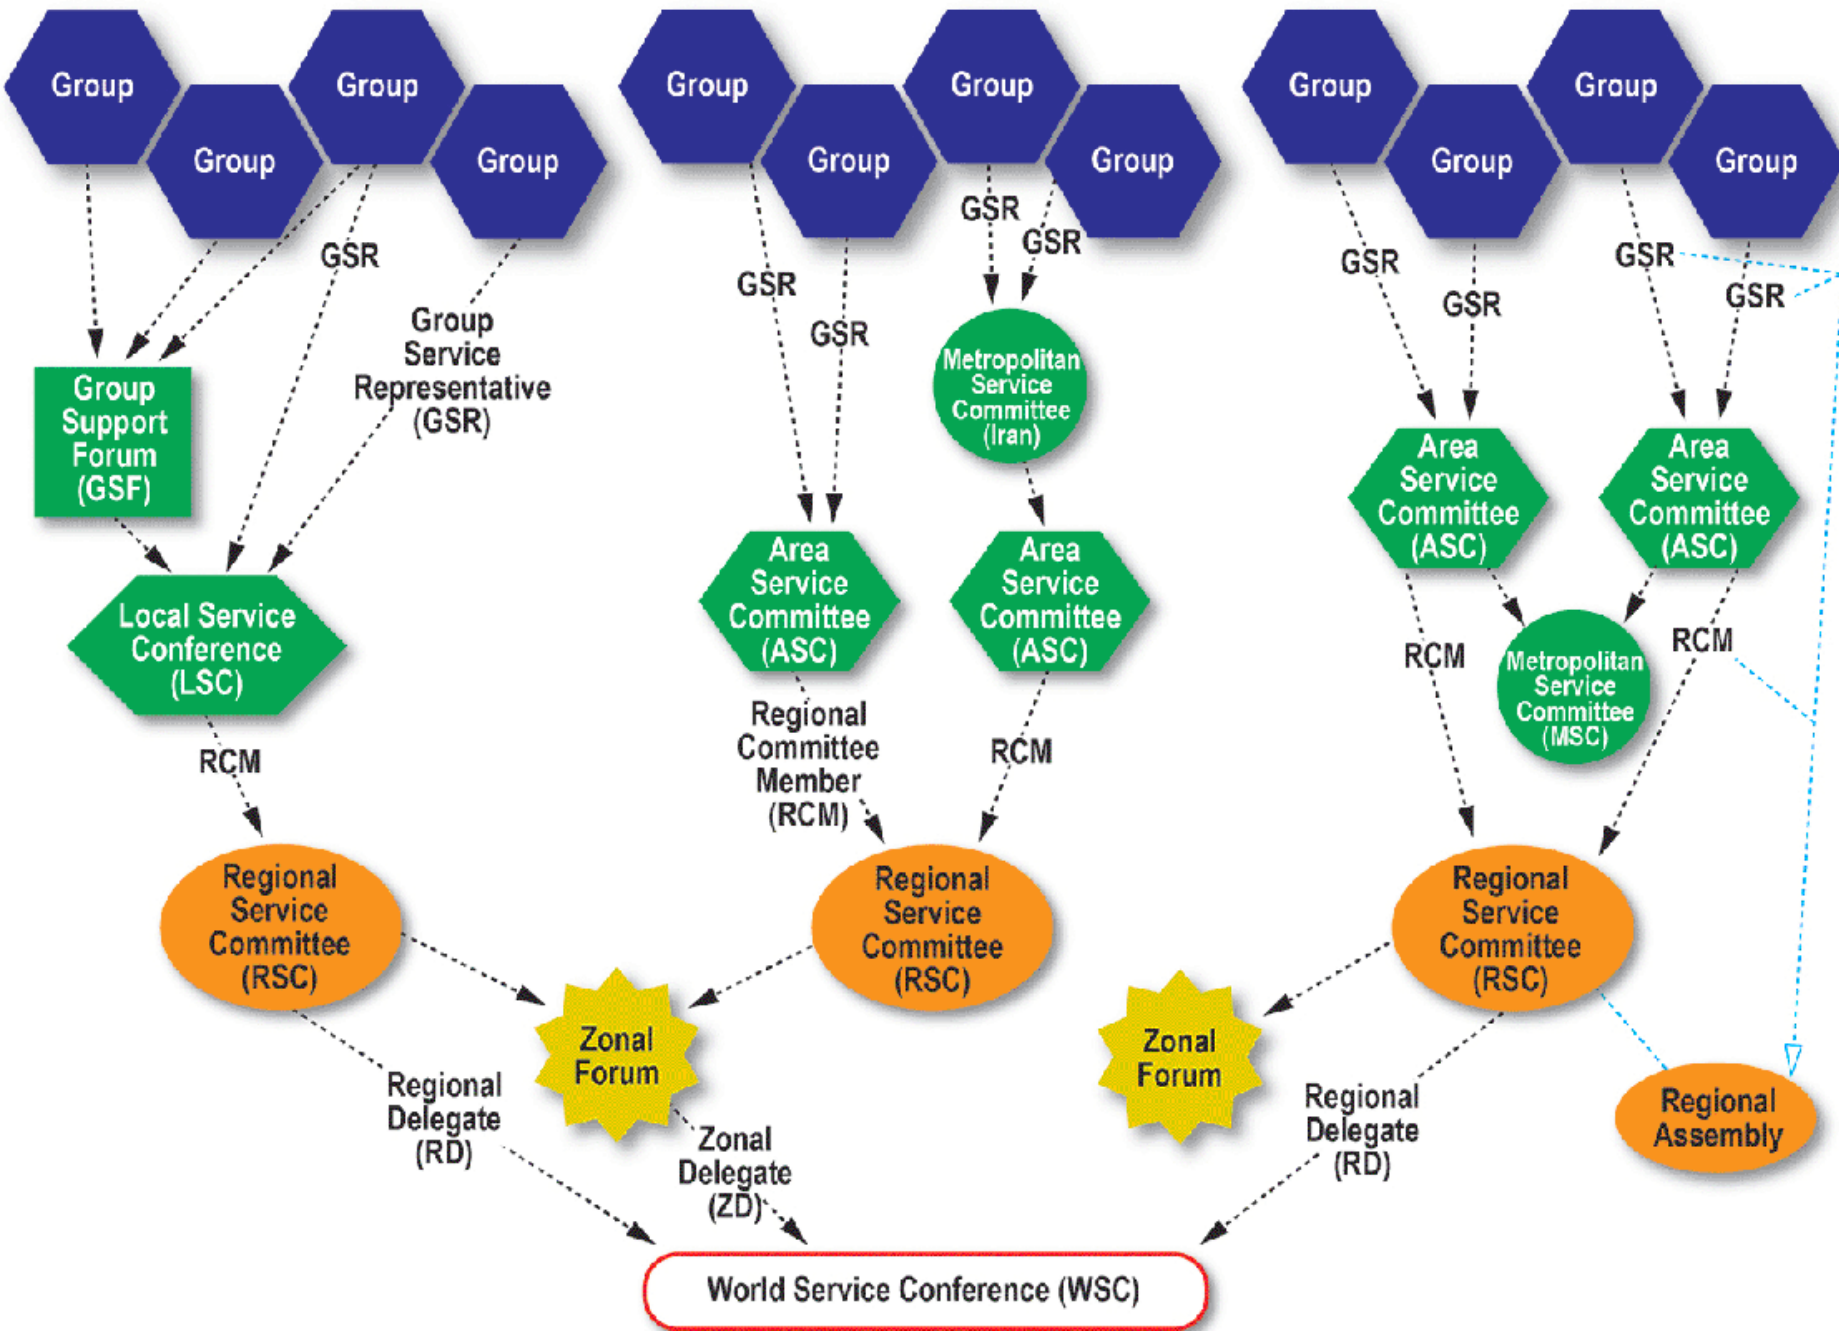 Group
Group
Group
Group
Group
Group
Group
Group
Group
Group
Group
Group
GSR
Group
Service
Representative
(GSR)
Group
Support
Forum
(GSF)
Local Service
Conference
(LSC)
RCM
Regional
Service
Committee
(RSC)
Regional
Delegate
(RD)
GSR
GSR
GSR
GSR
Metropolitan
Service
Committee
(Iran)
Area
Service
Committee
(ASC)
Area
Service
Committee
(ASC)
Regional
Committee
Member
(RCM)
RCM
Regional
Service
Committee
(RSC)
Zonal
Forum
Zonal
Delegate
(ZD)
GSR
GSR
GSR
GSR
Area
Service
Committee
(ASC)
Area
Service
Committee
(ASC)
RCM
Metropolitan
Service
Committee
(MSC)
RCM
Regional
Service
Committee
(RSC)
Zonal
Forum
Regional
Delegate
(RD)
Regional
Assembly
World Service Conference (WSC)